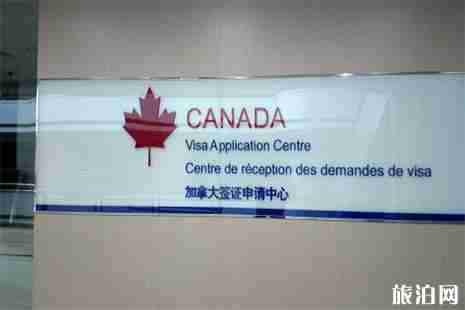 CANADA
Visa Application Centre
Centre de réception des demandes de visa
加拿大签证申请中心
旅泊网